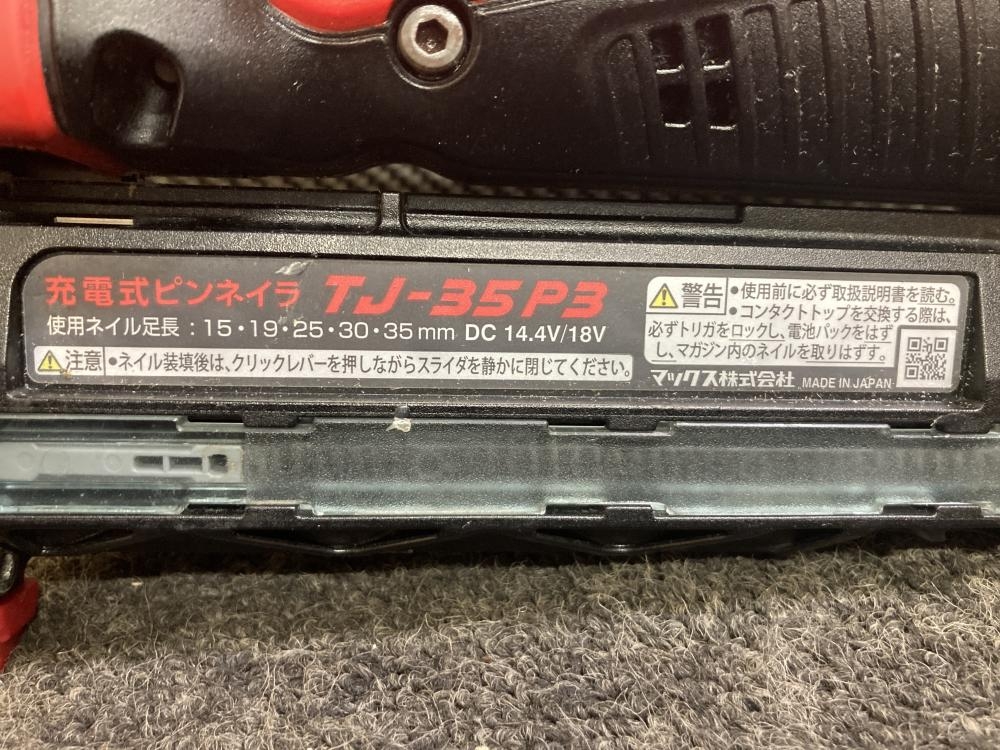 充電式ピンネイラ TJ-35P3
使用ネイル足長：15・19・25・30・35mm DC 14.4V/18V
注意 •ネイル装填後は、クリックレバーを押しながらスライダを静かに閉じてください。
警告 •使用前に必ず取扱説明書を読む。
•コンタクトトップを交換する際は、
必ずトリガをロックし、電池パックをはず
し、マガジン内のネイルを取りはずす。
マックス株式会社 MADE IN JAPAN